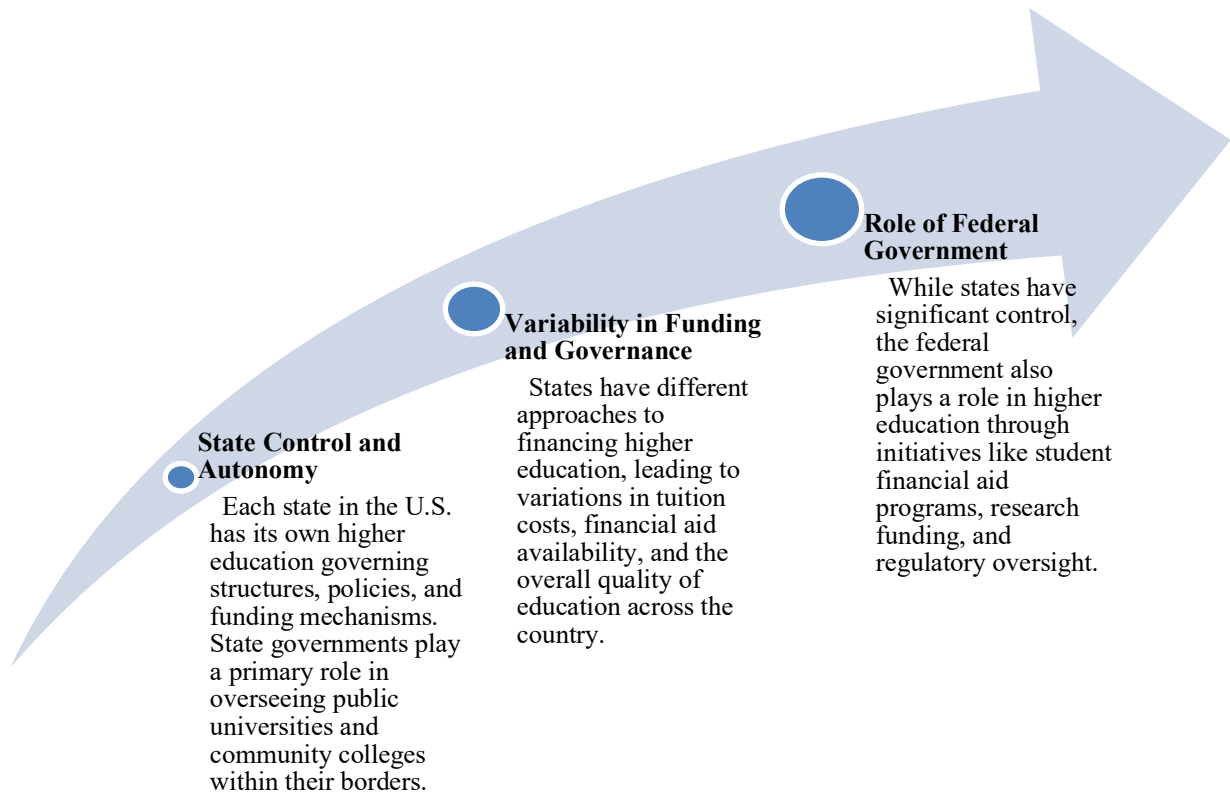 State Control and
Autonomy
Each state in the U.S.
has its own higher
education governing
structures, policies, and
funding mechanisms.
State governments play
a primary role in
overseeing public
universities and
community colleges
within their borders.
Variability in Funding
and Governance
States have different
approaches to
financing higher
education, leading to
variations in tuition
costs, financial aid
availability, and the
overall quality of
education across the
country.
Role of Federal
Government
While states have
significant control,
the federal
government also
plays a role in higher
education through
initiatives like student
financial aid
programs, research
funding, and
regulatory oversight.